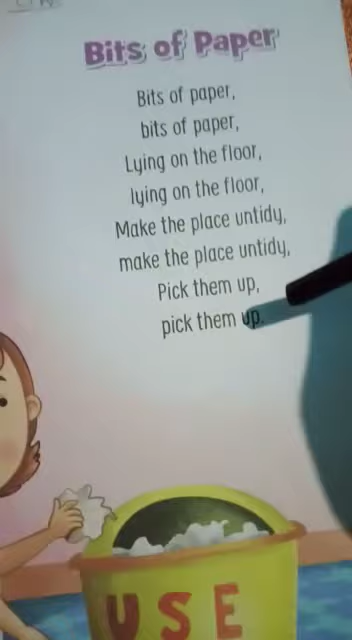 Bits of Paper
Bits of paper,
bits of paper,
Lying on the floor,
lying on the floor,
Make the place untidy,
make the place untidy,
Pick them up,
pick them up.
USE